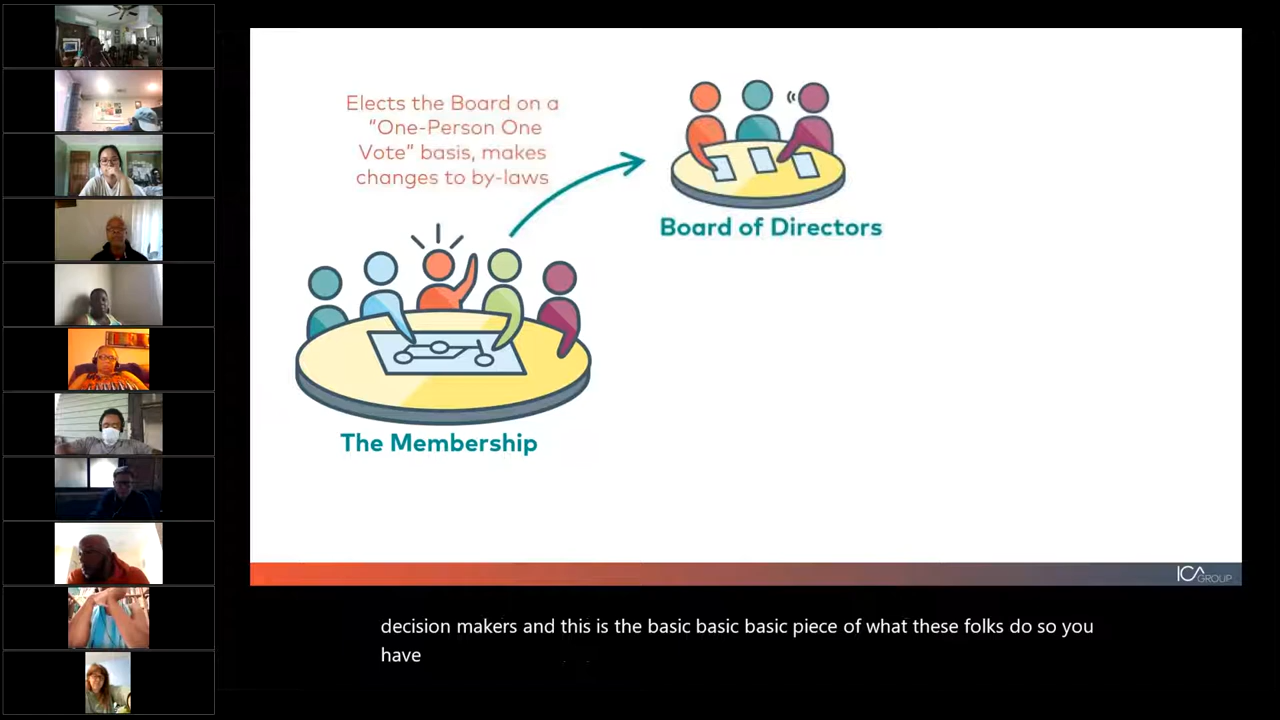 Elects the Board on a
“One-Person One
Vote” basis, makes
changes to by-laws
Board of Directors
The Membership
ICA GROUP
decision makers and this is the basic basic basic piece of what these folks do so you
have